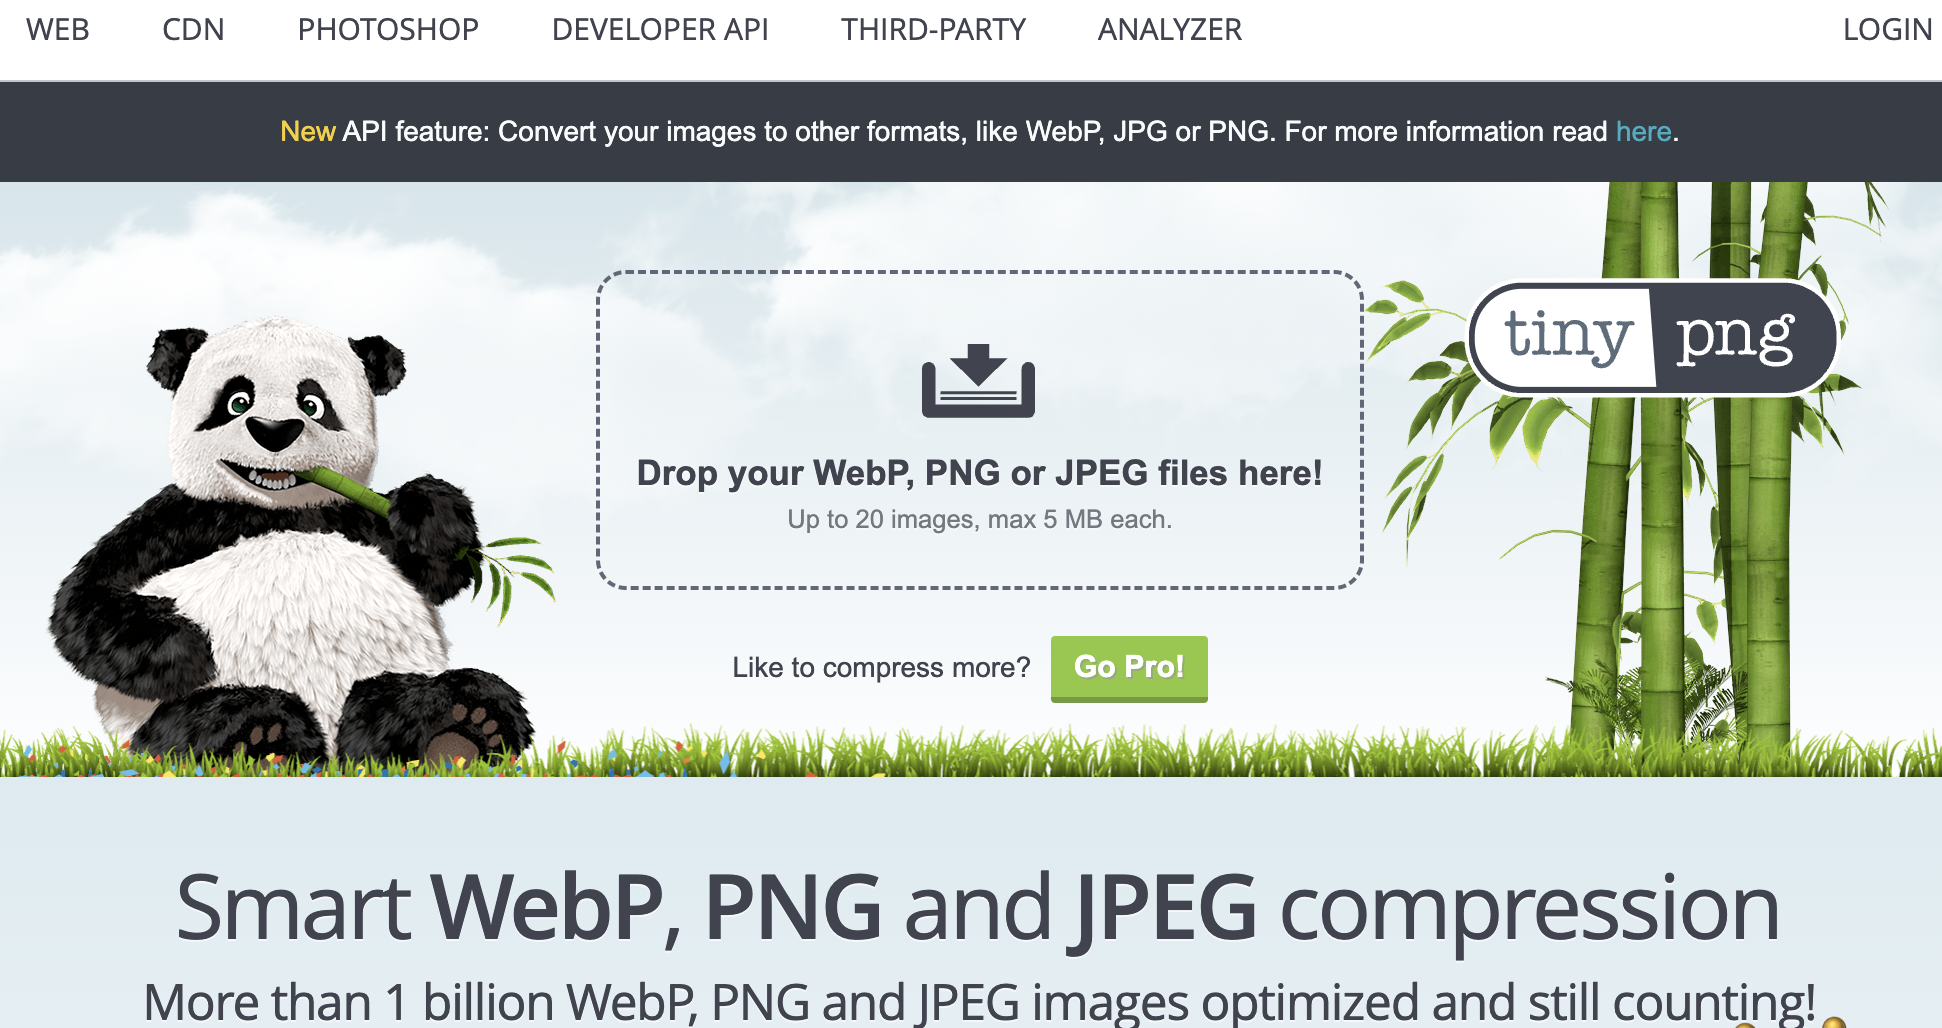 WEB CDN PHOTOSHOP DEVELOPER API THIRD-PARTY ANALYZER LOGIN
New API feature: Convert your images to other formats, like WebP, JPG or PNG. For more information read here.
tiny png
Drop your WebP, PNG or JPEG files here!
Up to 20 images, max 5 MB each.
Like to compress more? Go Pro!
Smart WebP, PNG and JPEG compression
More than 1 billion WebP, PNG and JPEG images optimized and still counting!